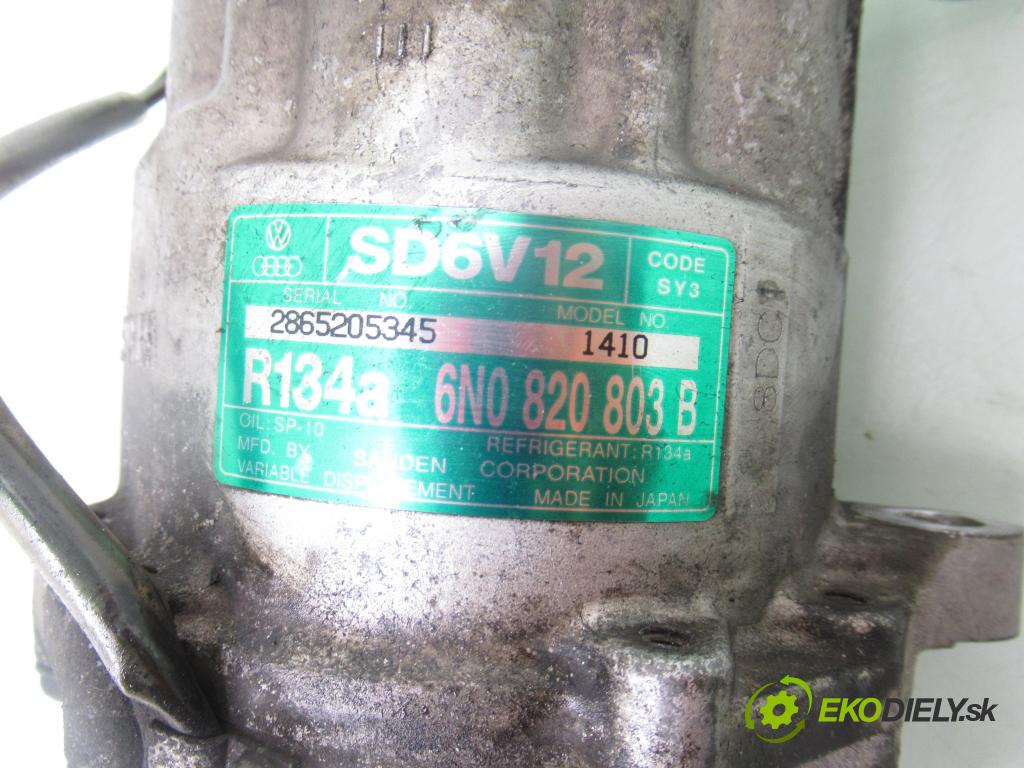 SD6V12
CODE
SY3
SERIAL NO.
MODEL NO
2865205345 1410
R134a 6N0 820 803 B
OIL: SP-10
REFRIGERANT: R134a
MFD. BY SANDEN CORPORATION
VARIABLE DISPLACEMENT MADE IN JAPAN
SDC
EKODIELY.sk